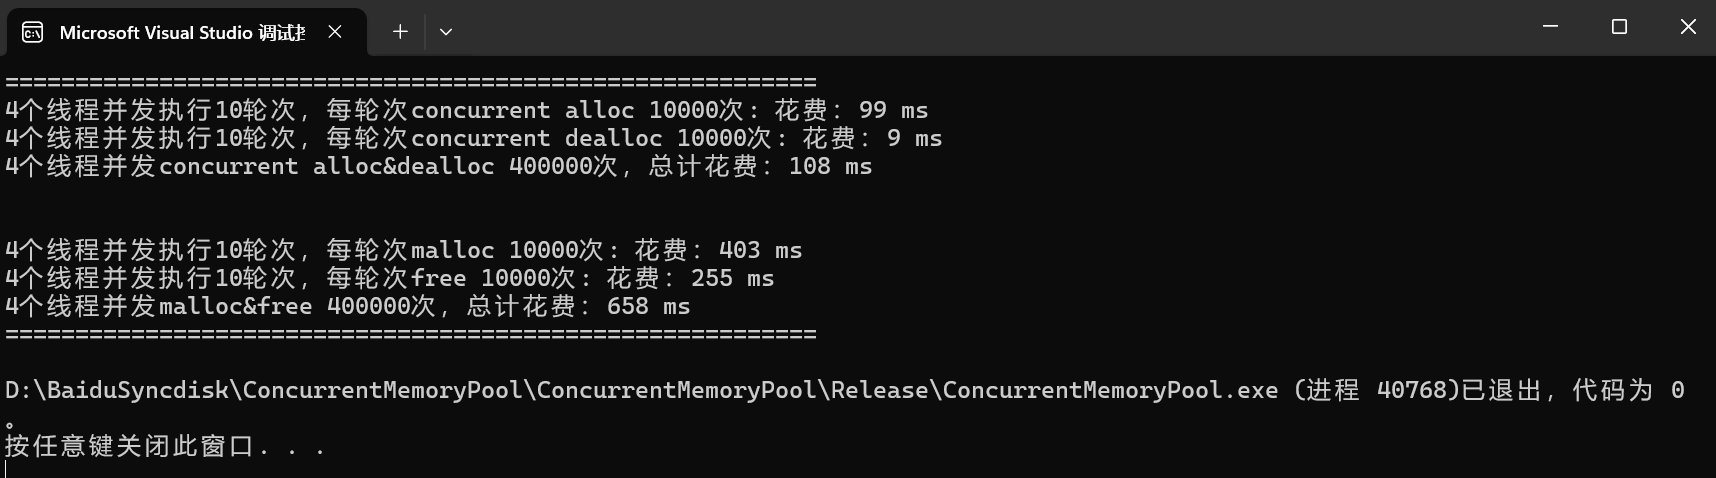 Microsoft Visual Studio 调试
==========================================================
4个线程并发执行10轮次，每轮次concurrent alloc 10000次: 花费：99 ms
4个线程并发执行10轮次，每轮次concurrent dealloc 10000次: 花费：9 ms
4个线程并发concurrent alloc&dealloc 400000次，总计花费：108 ms
4个线程并发执行10轮次，每轮次malloc 10000次: 花费：403 ms
4个线程并发执行10轮次，每轮次free 10000次: 花费：255 ms
4个线程并发malloc&free 400000次，总计花费：658 ms
==========================================================
D:\BaiduSyncdisk\ConcurrentMemoryPool\ConcurrentMemoryPool\Release\ConcurrentMemoryPool.exe (进程 40768)已退出，代码为 0
。
按任意键关闭此窗口. . .